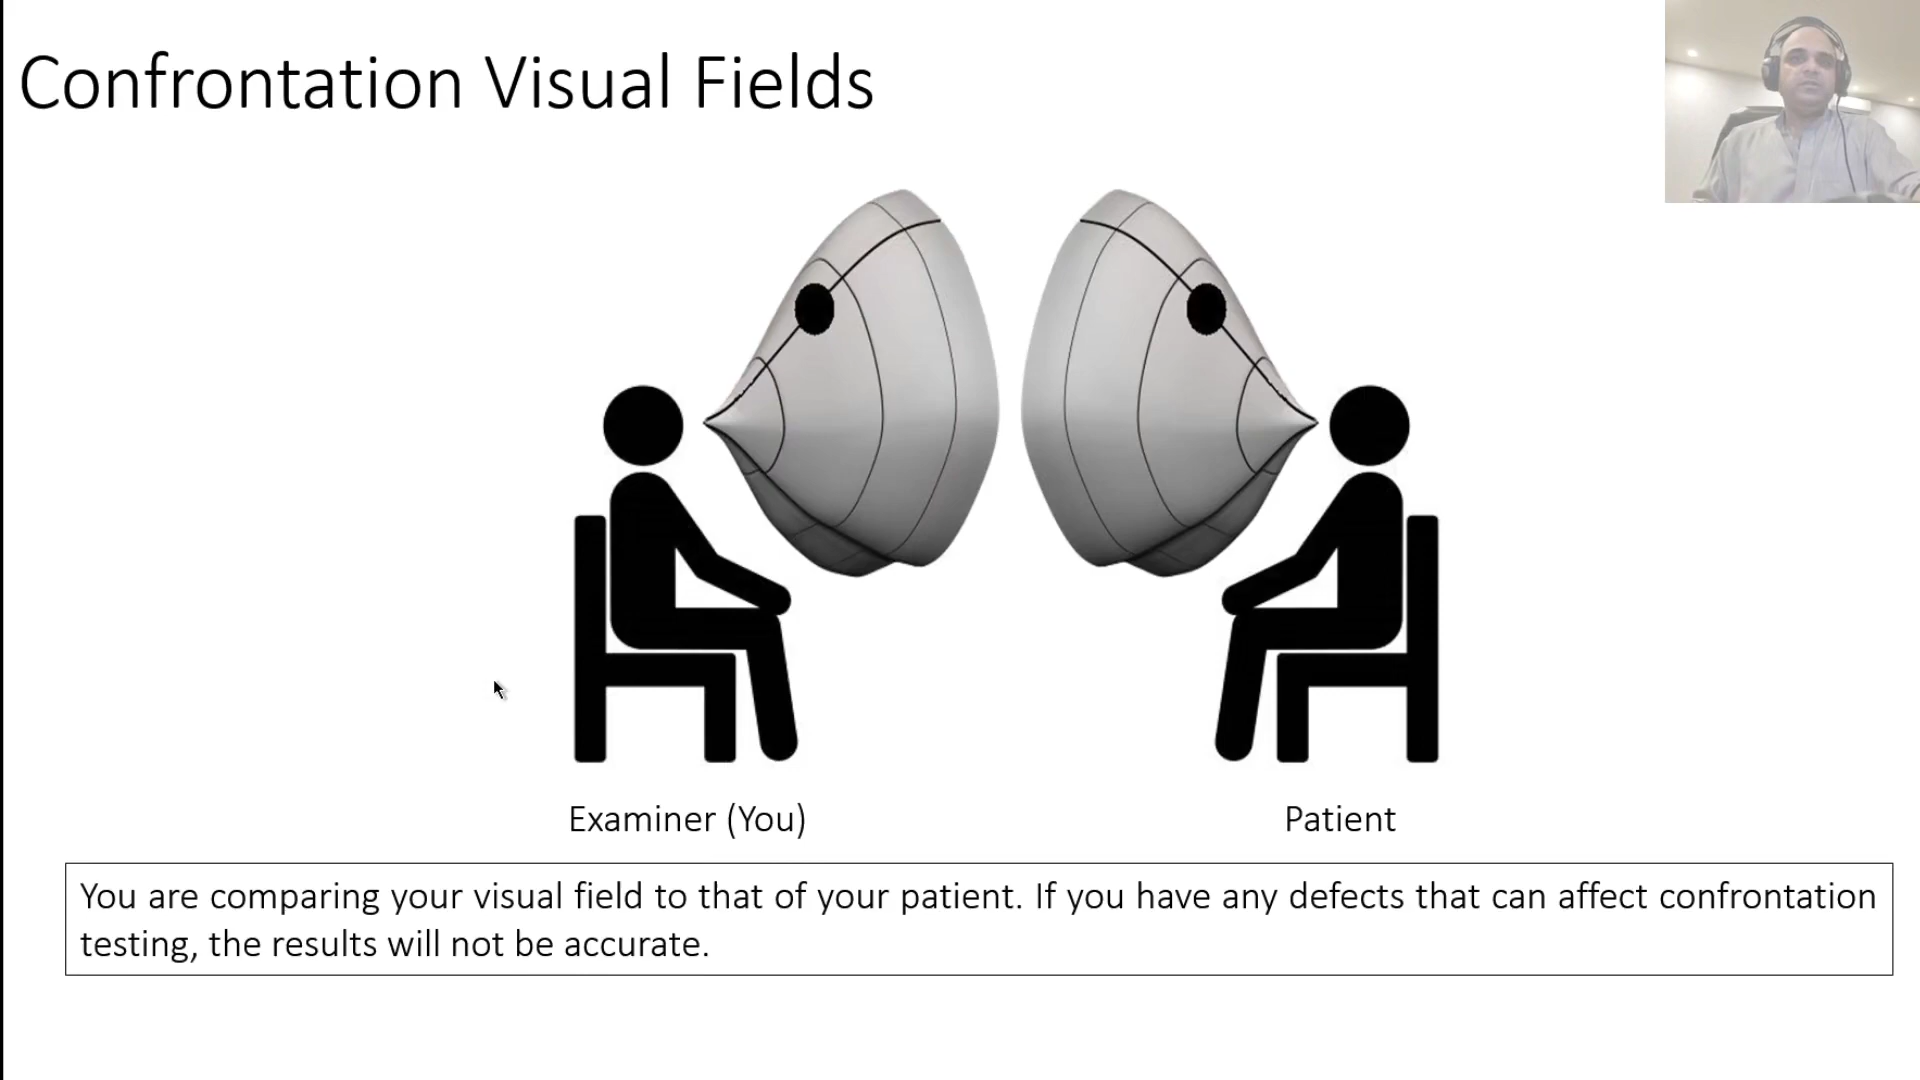 Confrontation Visual Fields
Examiner (You)
Patient
You are comparing your visual field to that of your patient. If you have any defects that can affect confrontation
testing, the results will not be accurate.